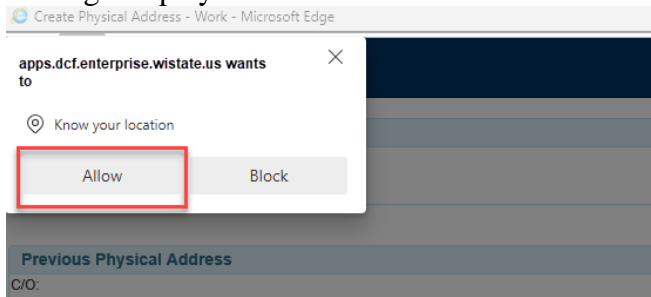 Create Physical Address - Work - Microsoft Edge
apps.dcf.enterprise.wistate.us wants
to
Know your location
Allow
Block
Previous Physical Address
C/O: